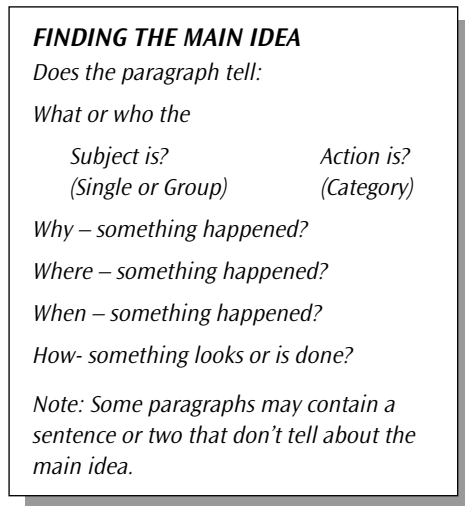 FINDING THE MAIN IDEA
Does the paragraph tell:
What or who the
Subject is? Action is?
(Single or Group) (Category)
Why – something happened?
Where – something happened?
When – something happened?
How- something looks or is done?
Note: Some paragraphs may contain a
sentence or two that don't tell about the
main idea.